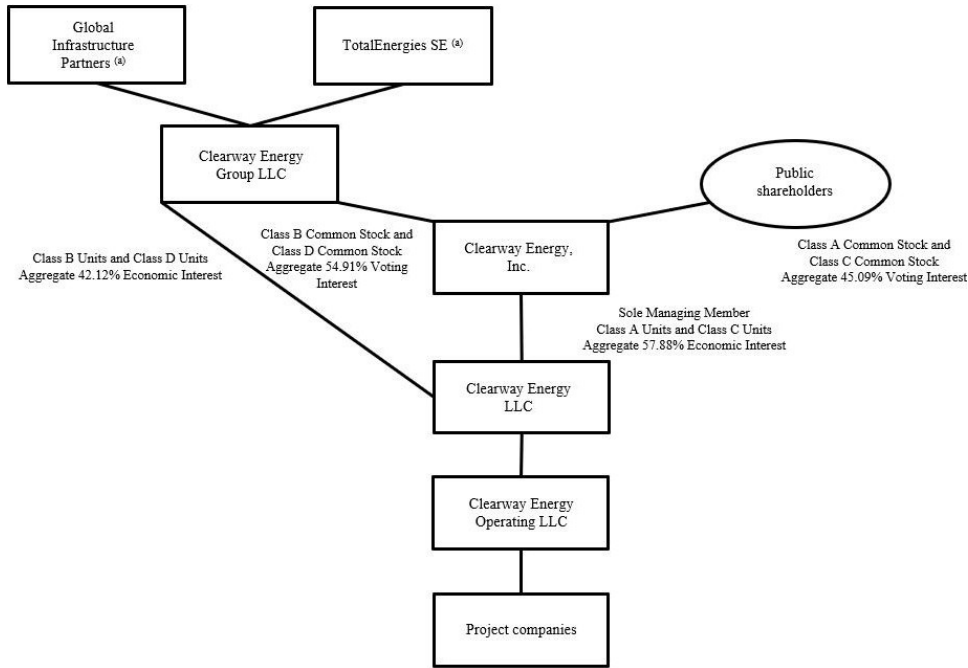 Global
Infrastructure
Partners (a)
TotalEnergies SE (a)
Clearway Energy
Group LLC
Public
shareholders
Class B Units and Class D Units
Aggregate 42.12% Economic Interest
Class B Common Stock and
Class D Common Stock
Aggregate 54.91% Voting
Interest
Clearway Energy,
Inc.
Class A Common Stock and
Class C Common Stock
Aggregate 45.09% Voting Interest
Sole Managing Member
Class A Units and Class C Units
Aggregate 57.88% Economic Interest
Clearway Energy
LLC
Clearway Energy
Operating LLC
Project companies